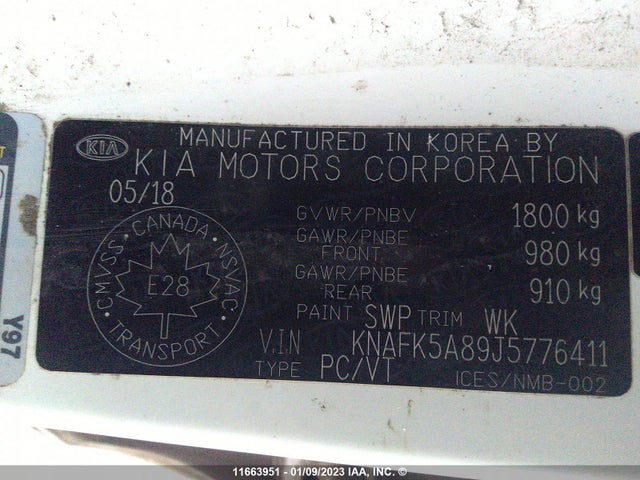 MANUFACTURED IN KOREA BY
KIA
KIA MOTORS CORPORATION
05/18
GVWR/PNBV 1800 kg
GAWR/PNBE FRONT 980 kg
GAWR/PNBE REAR 910 kg
CANADA
CMVSS NSVAC
E28
TRANSPORT
PAINT SWP TRIM WK
V.I.N KNAFK5A89J5776411
TYPE PC/VT ICES/NMB-002
Y97
11663951 - 01/09/2023 IAA, INC. ©